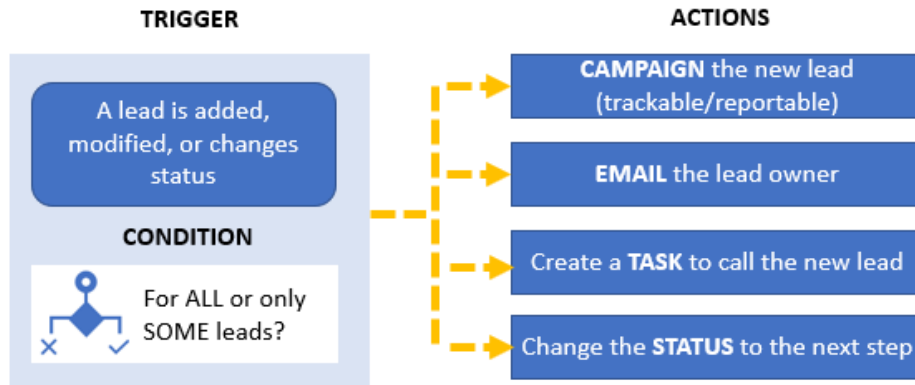 TRIGGER
A lead is added,
modified, or changes
status
CONDITION
For ALL or only
SOME leads?
ACTIONS
CAMPAIGN the new lead
(trackable/reportable)
EMAIL the lead owner
Create a TASK to call the new lead
Change the STATUS to the next step